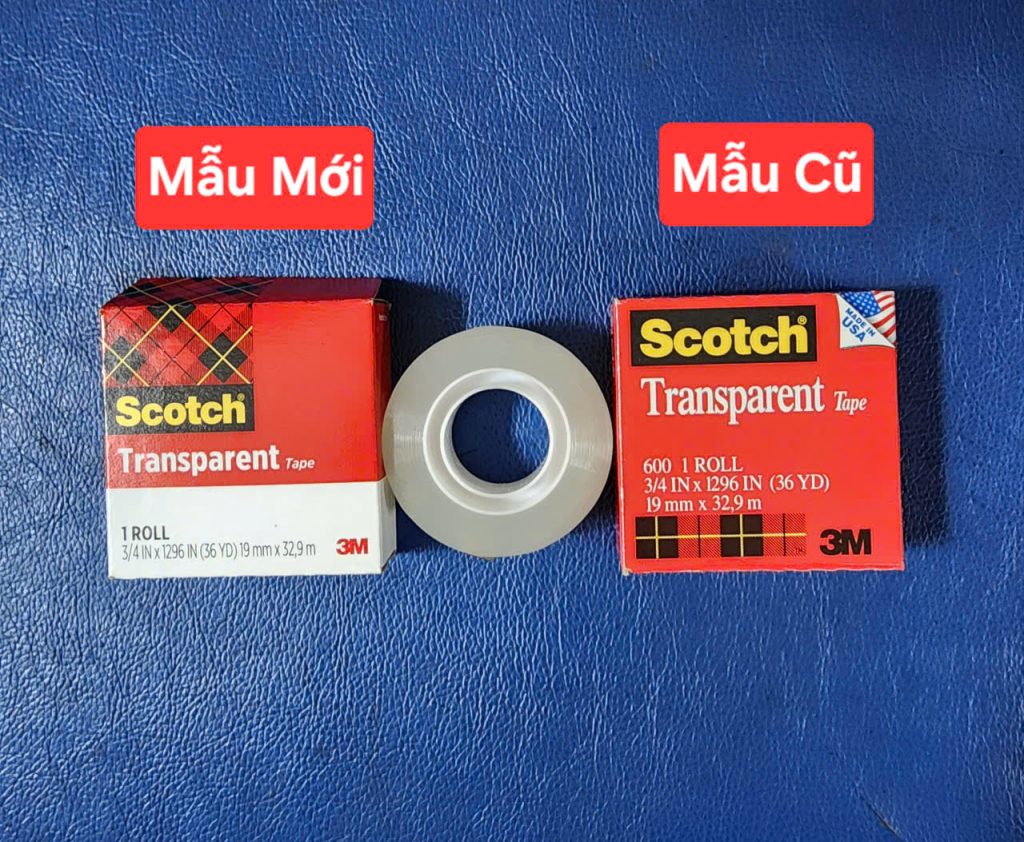 Mẫu Mới
Mẫu Cũ
Scotch®
Transparent Tape
1 ROLL
3/4 IN x 1296 IN (36 YD) 19 mm x 32,9 m
3M
Scotch®
MADE IN
USA
Transparent Tape
600 1 ROLL
3/4 IN x 1296 IN (36 YD)
19 mm x 32,9 m
™
3M